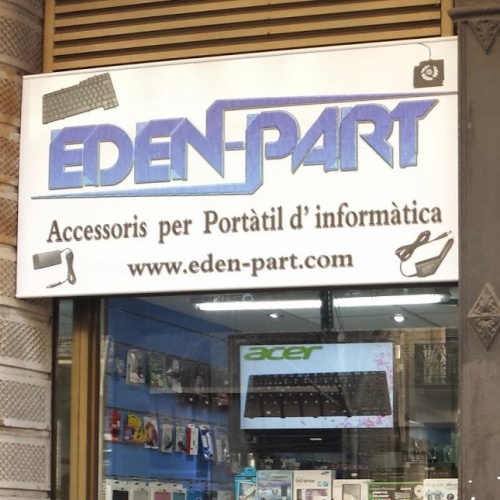 EDEN-PART
Accessoris per Portàtil d' informàtica
www.eden-part.com
acer